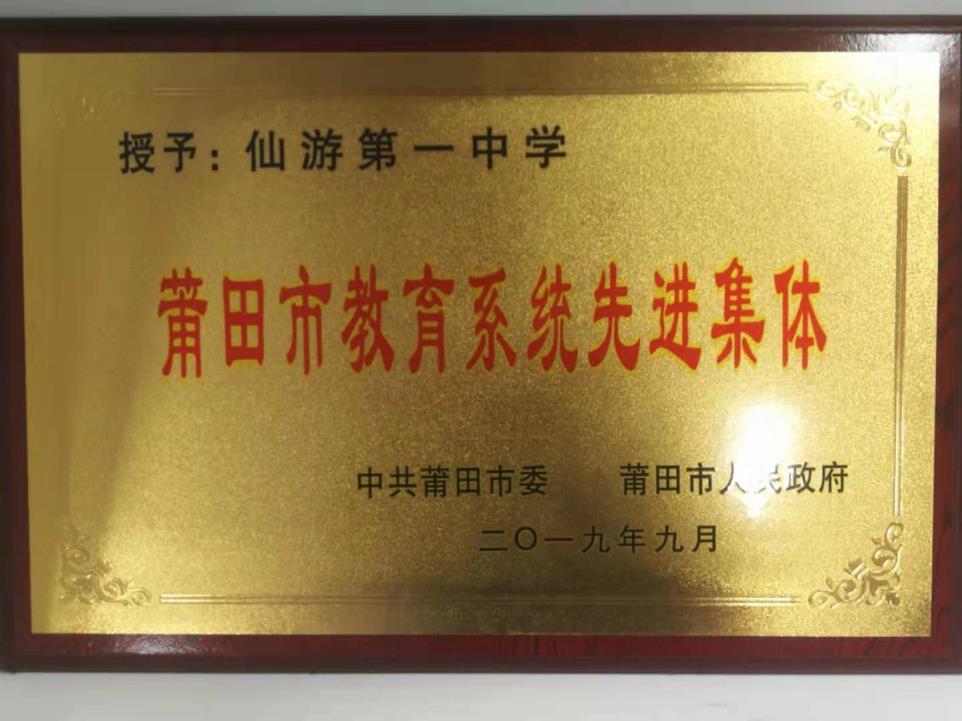 授予：仙游第一中学
莆田市教育系统先进集体
中共莆田市委 莆田市人民政府
二〇一九年九月